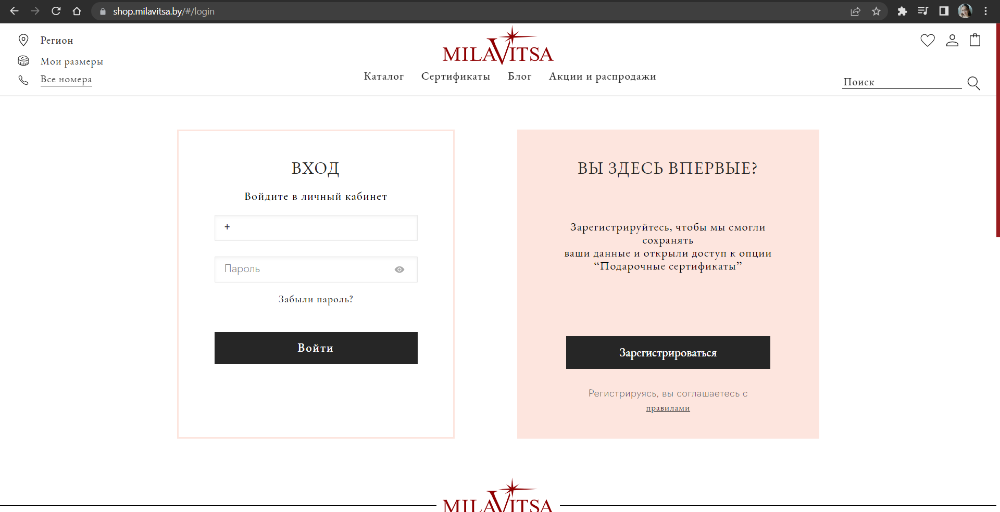 shop.milavitsa.by/#/login
Регион
Мои размеры
Все номера
MILAVITSA
Каталог Сертификаты Блог Акции и распродажи
Поиск
ВХОД
Войдите в личный кабинет
+
Пароль
Забыли пароль?
Войти
ВЫ ЗДЕСЬ ВПЕРВЫЕ?
Зарегистрируйтесь, чтобы мы смогли
сохранять
ваши данные и открыли доступ к опции
“Подарочные сертификаты”
Зарегистрироваться
Регистрируясь, вы соглашаетесь с
правилами
MILAVITSA